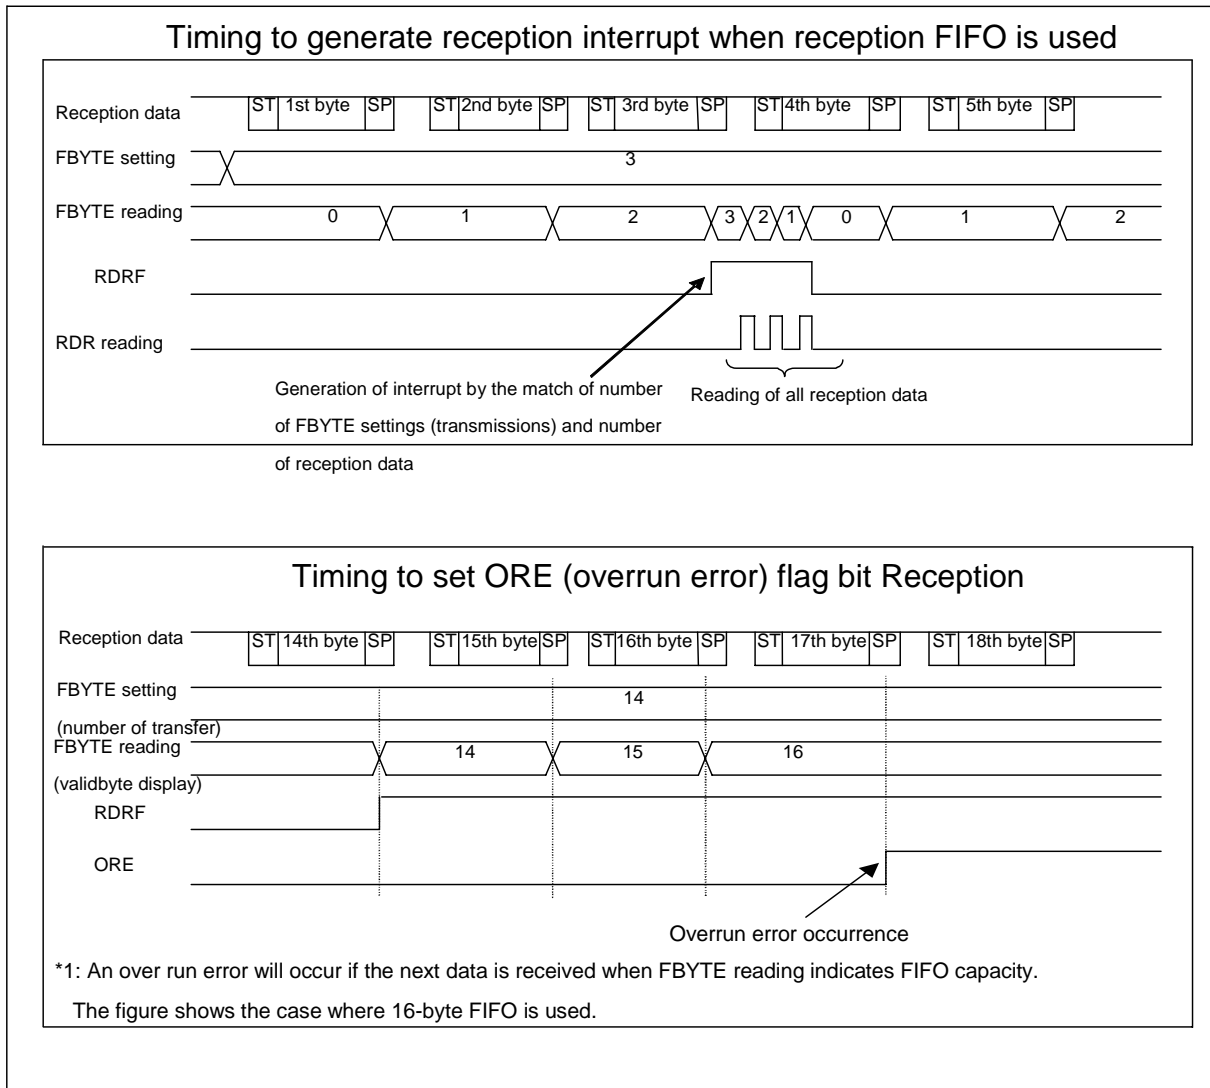 Timing to generate reception interrupt when reception FIFO is used
Reception data ST 1st byte SP ST 2nd byte SP ST 3rd byte SP ST 4th byte SP ST 5th byte SP
FBYTE setting 3
FBYTE reading 0 1 2 3 2 1 0 1 2
RDRF
RDR reading
Generation of interrupt by the match of number
Reading of all reception data
of FBYTE settings (transmissions) and number
of reception data
Timing to set ORE (overrun error) flag bit Reception
Reception data ST 14th byte SP ST 15th byte SP ST 16th byte SP ST 17th byte SP ST 18th byte SP
FBYTE setting 14
(number of transfer)
FBYTE reading 14 15 16
(validbyte display)
RDRF
ORE
Overrun error occurrence
*1: An over run error will occur if the next data is received when FBYTE reading indicates FIFO capacity.
The figure shows the case where 16-byte FIFO is used.